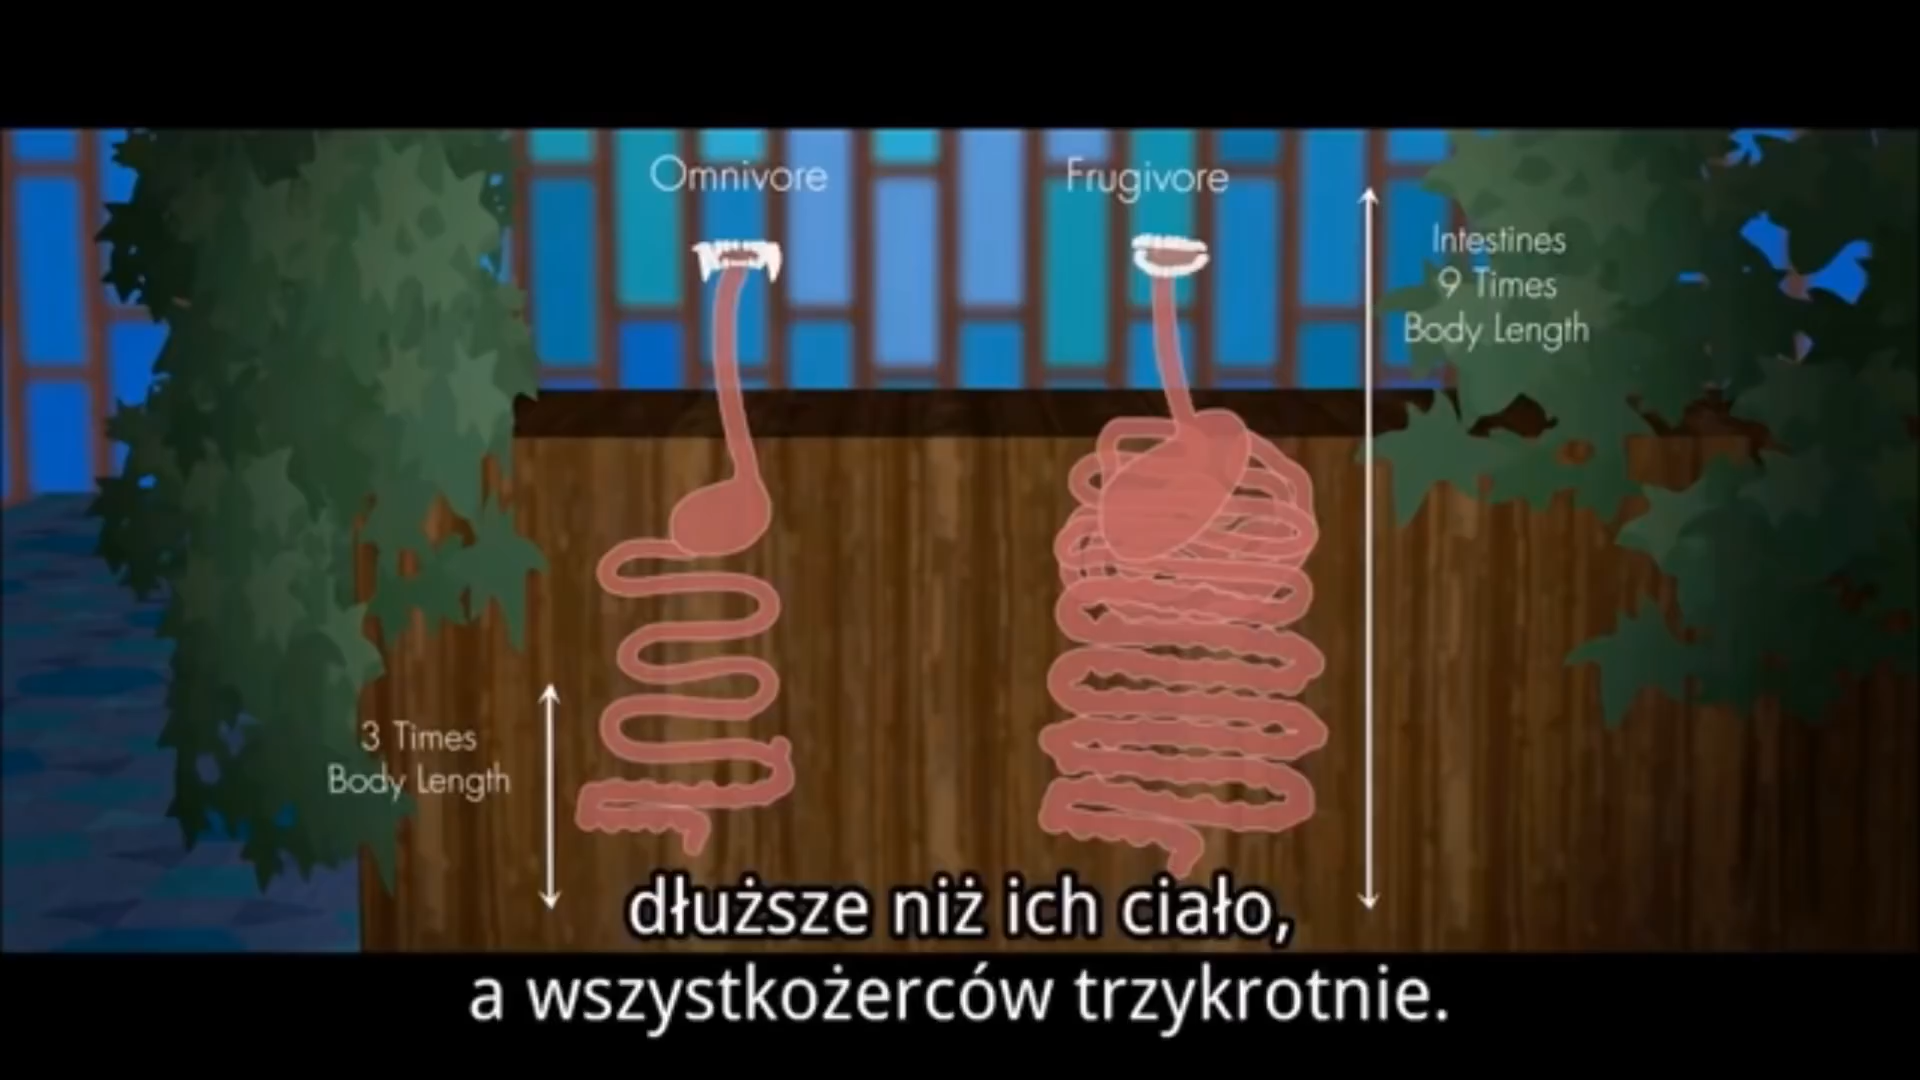 Omnivore
Frugivore
Intestines
9 Times
Body Length
3 Times
Body Length
dłuższe niż ich ciało,
a wszystkożerców trzykrotnie.